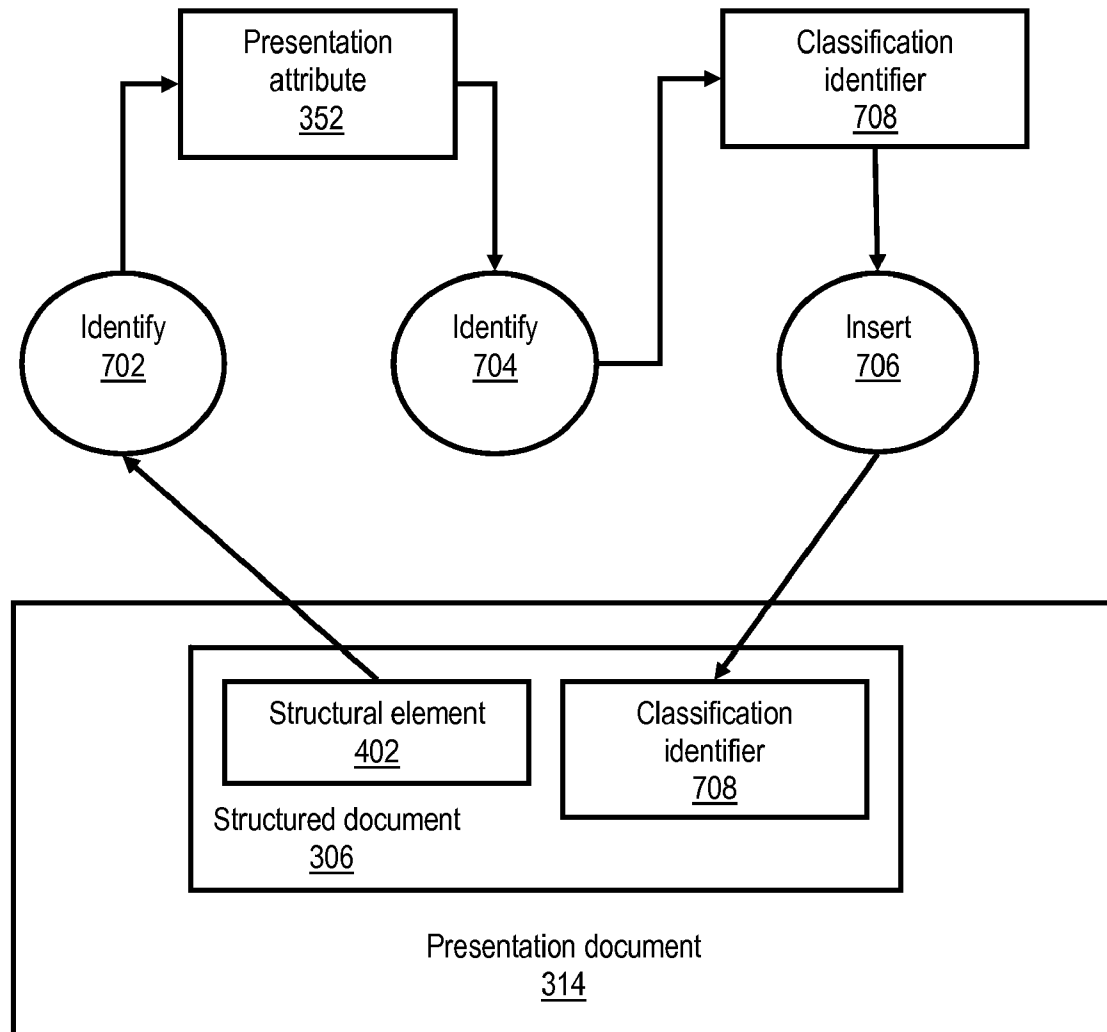 Presentation
attribute
352
Classification
identifier
708
Identify
702
Identify
704
Insert
706
Structural element
402
Classification
identifier
708
Structured document
306
Presentation document
314